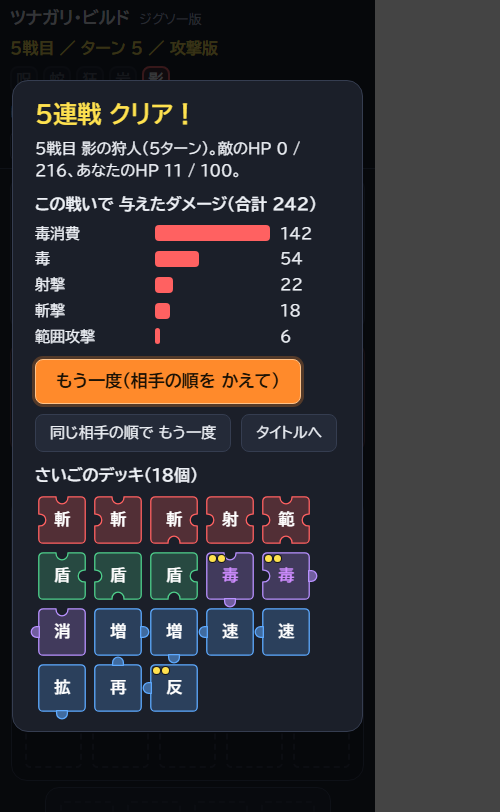 ツナガリ・ビルド ジグソー版
5戦目 ／ ターン 5 ／ 攻撃版
影
5連戦 クリア！
5戦目 影の狩人(5ターン)。敵のHP 0 /
216、あなたのHP 11 / 100。
この戦いで 与えたダメージ(合計 242)
毒消費 142
毒 54
射撃 22
斬撃 18
範囲攻撃 6
もう一度(相手の順を かえて)
同じ相手の順で もう一度 タイトルへ
さいごのデッキ(18個)
斬 斬 斬 射 範
盾 盾 盾 毒 毒
消 増 増 速 速
拡 再 反